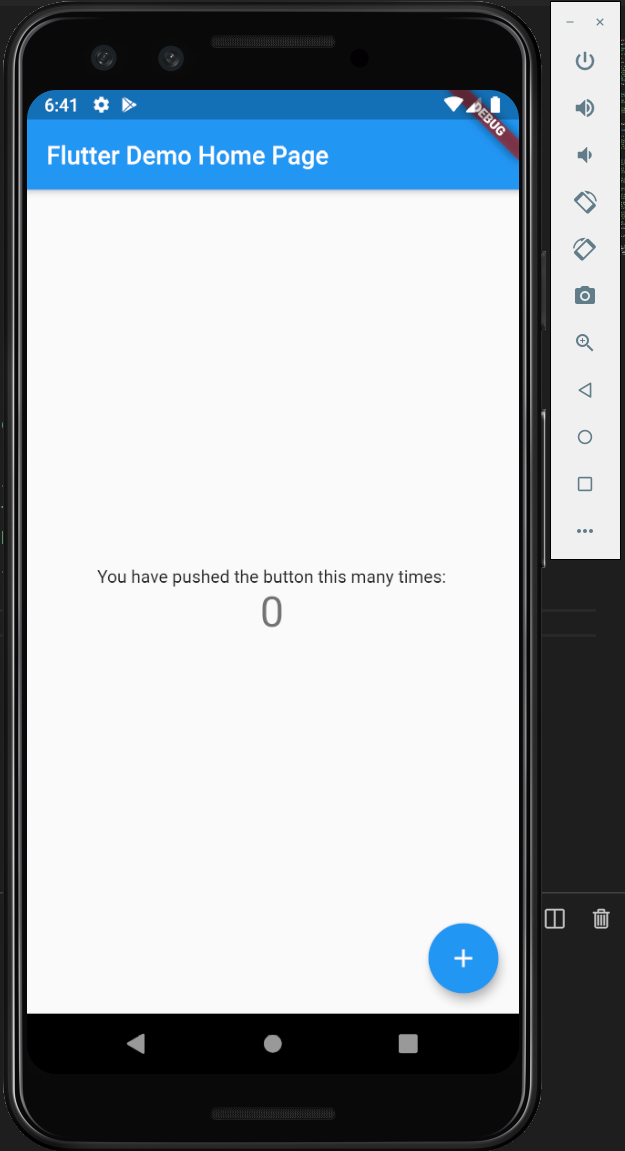 6:41
DEBUG
Flutter Demo Home Page
You have pushed the button this many times:
0